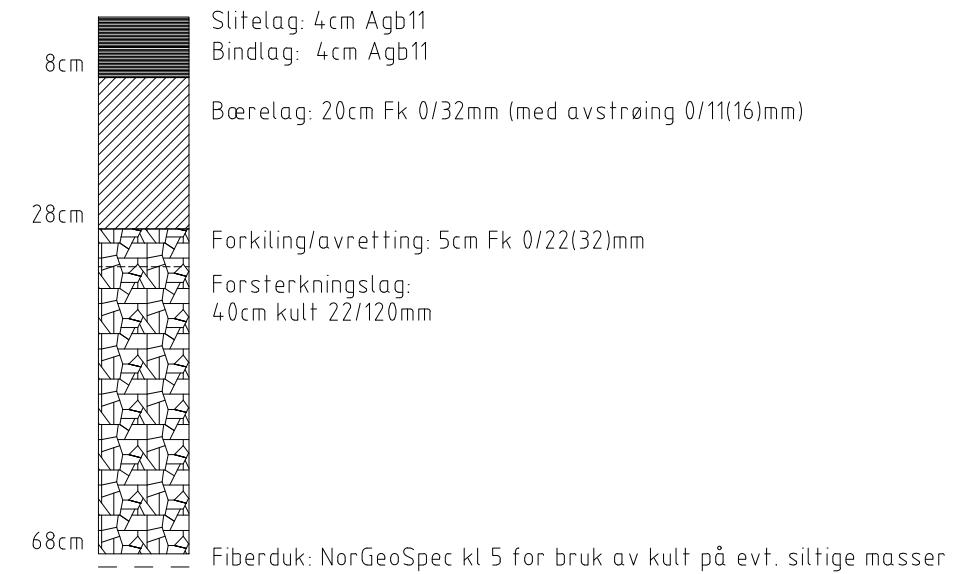 Slitelag: 4cm Agb11
Bindlag: 4cm Agb11
8cm
Bærelag: 20cm Fk 0/32mm (med avstrøing 0/11(16)mm)
28cm
Forkiling/avretting: 5cm Fk 0/22(32)mm
Forsterkningslag:
40cm kult 22/120mm
68cm
Fiberduk: NorGeoSpec kl 5 for bruk av kult på evt. siltige masser